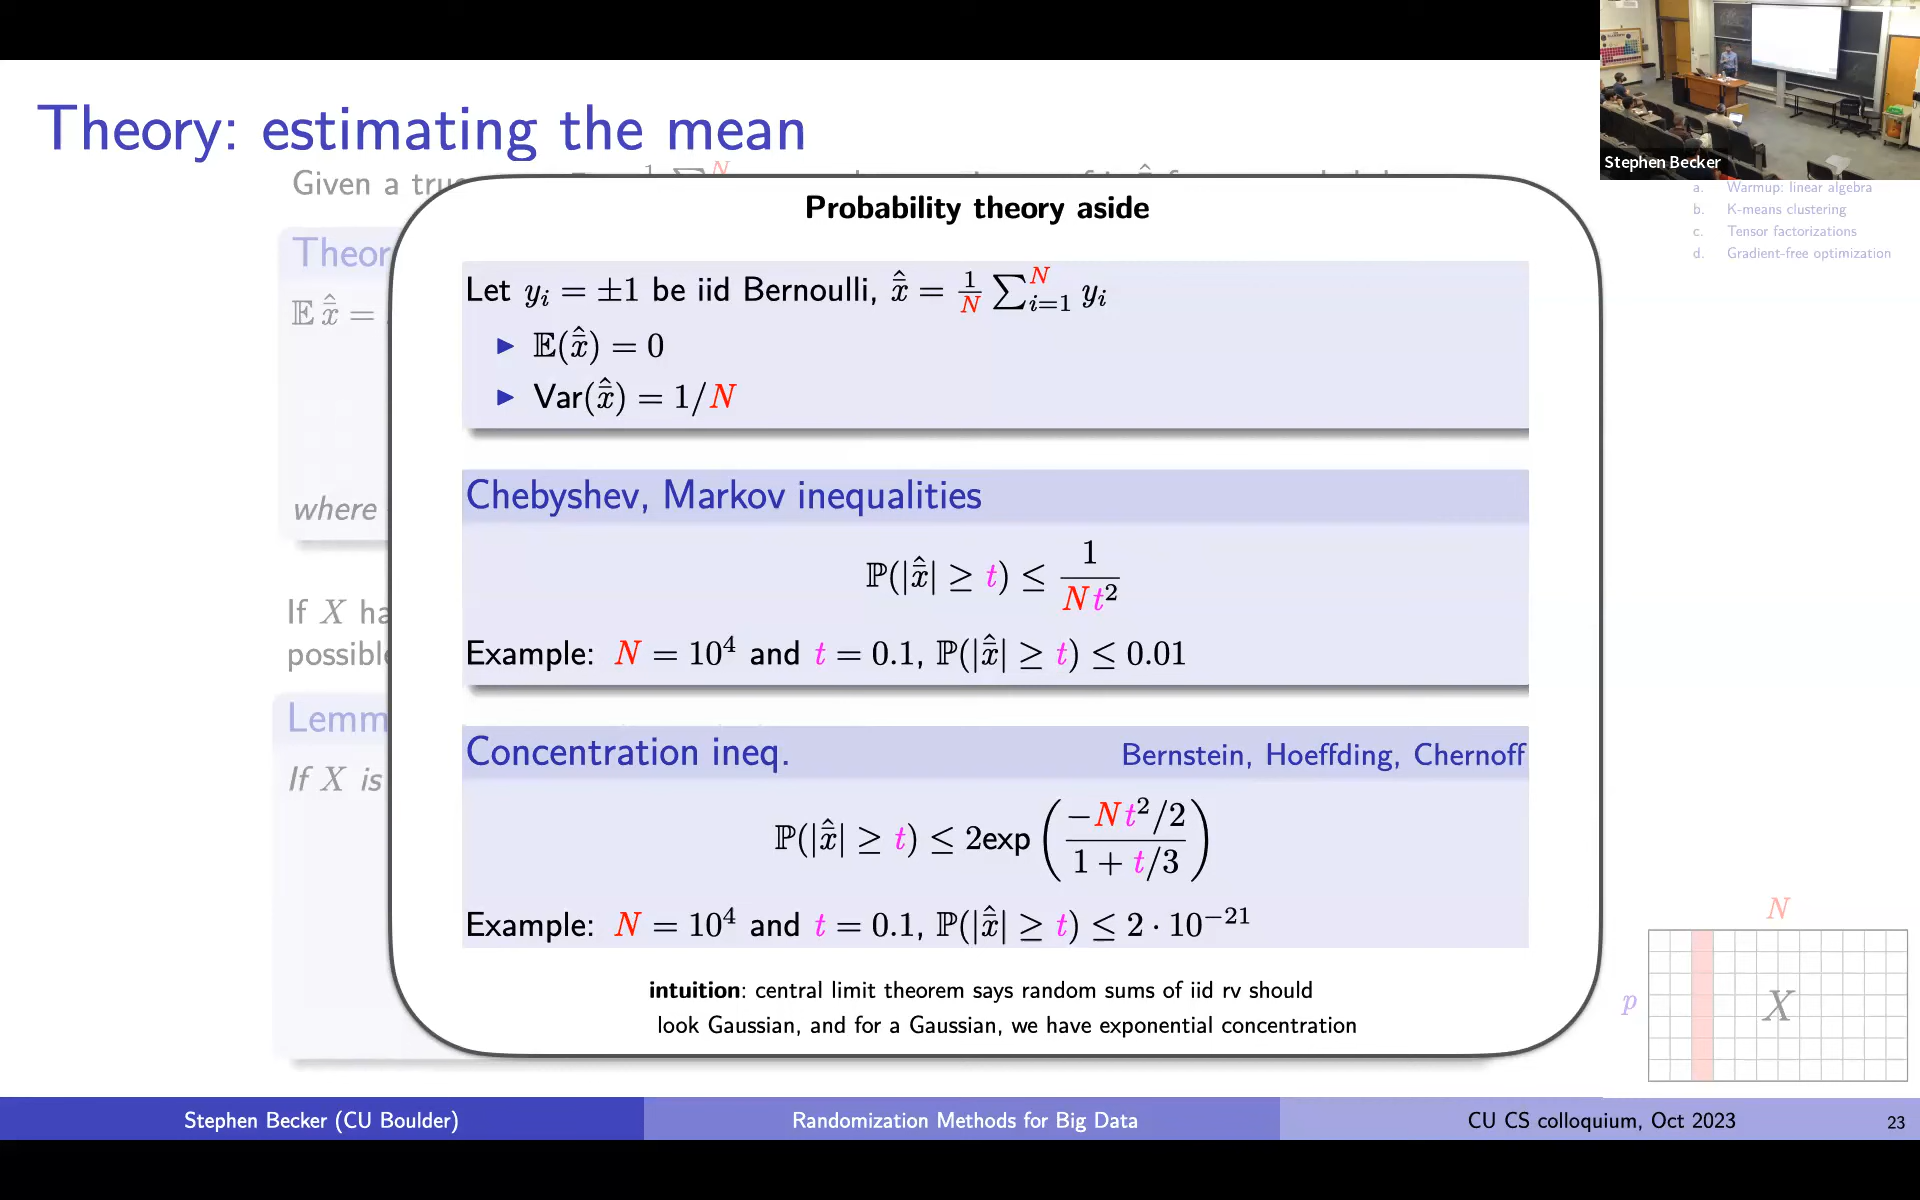 Theory: estimating the mean
Given a tru
Probability theory aside
Let yᵢ = ±1 be iid Bernoulli, x̄̂ = 1/N ∑ᵢ₌₁ᴺ yᵢ
▶ 𝔼(x̄̂) = 0
▶ Var(x̄̂) = 1/N
Chebyshev, Markov inequalities
ℙ(|x̄̂| ≥ t) ≤ 1/(Nt²)
Example: N = 10⁴ and t = 0.1, ℙ(|x̄̂| ≥ t) ≤ 0.01
Concentration ineq. Bernstein, Hoeffding, Chernoff
ℙ(|x̄̂| ≥ t) ≤ 2exp((−Nt²/2)/(1 + t/3))
Example: N = 10⁴ and t = 0.1, ℙ(|x̄̂| ≥ t) ≤ 2 · 10⁻²¹
intuition: central limit theorem says random sums of iid rv should
look Gaussian, and for a Gaussian, we have exponential concentration
Theor
𝔼 x̄̂ =
where
If X ha
possible
Lemm
If X is
Stephen Becker
a. Warmup: linear algebra
b. K-means clustering
c. Tensor factorizations
d. Gradient-free optimization
N
p
X
Stephen Becker (CU Boulder)
Randomization Methods for Big Data
CU CS colloquium, Oct 2023
23